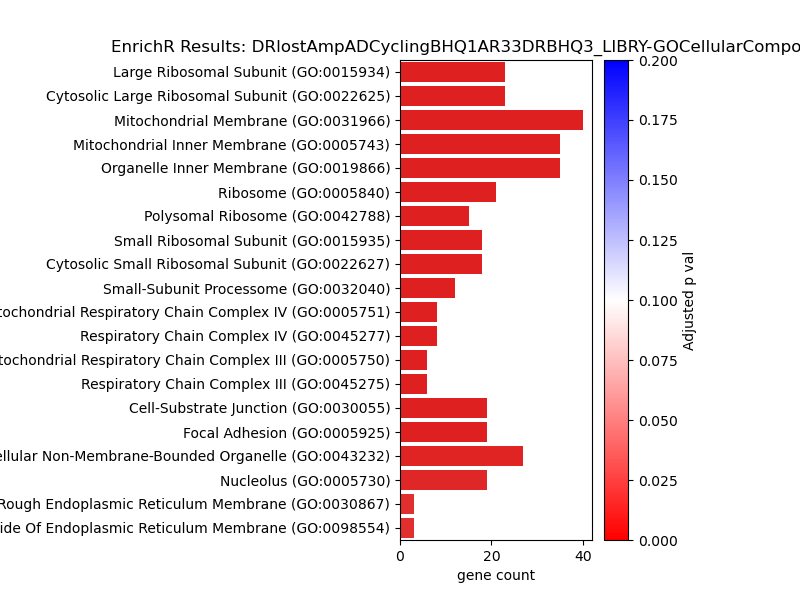 EnrichR Results: DRlostAmpADCyclingBHQ1AR33DRBHQ3_LIBRY-GOCellularCompo
Large Ribosomal Subunit (GO:0015934)
Cytosolic Large Ribosomal Subunit (GO:0022625)
Mitochondrial Membrane (GO:0031966)
Mitochondrial Inner Membrane (GO:0005743)
Organelle Inner Membrane (GO:0019866)
Ribosome (GO:0005840)
Polysomal Ribosome (GO:0042788)
Small Ribosomal Subunit (GO:0015935)
Cytosolic Small Ribosomal Subunit (GO:0022627)
Small-Subunit Processome (GO:0032040)
tochondrial Respiratory Chain Complex IV (GO:0005751)
Respiratory Chain Complex IV (GO:0045277)
tochondrial Respiratory Chain Complex III (GO:0005750)
Respiratory Chain Complex III (GO:0045275)
Cell-Substrate Junction (GO:0030055)
Focal Adhesion (GO:0005925)
ellular Non-Membrane-Bounded Organelle (GO:0043232)
Nucleolus (GO:0005730)
Rough Endoplasmic Reticulum Membrane (GO:0030867)
ide Of Endoplasmic Reticulum Membrane (GO:0098554)
0 20 40
gene count
0.200
0.175
0.150
0.125
0.100
0.075
0.050
0.025
0.000
Adjusted p val